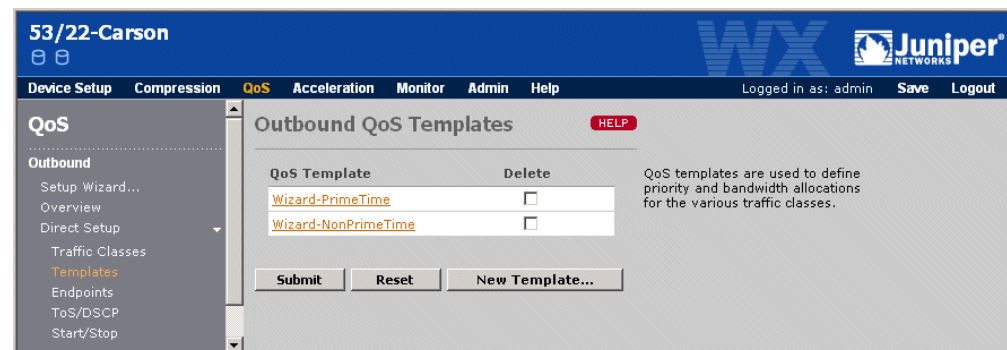 53/22-Carson
WX
Juniper®
NETWORKS
Device Setup Compression QoS Acceleration Monitor Admin Help Logged in as: admin Save Logout
QoS
Outbound
Setup Wizard...
Overview
Direct Setup
Traffic Classes
Templates
Endpoints
ToS/DSCP
Start/Stop
Outbound QoS Templates
HELP
QoS Template Delete
Wizard-PrimeTime
Wizard-NonPrimeTime
Submit Reset New Template...
QoS templates are used to define
priority and bandwidth allocations
for the various traffic classes.